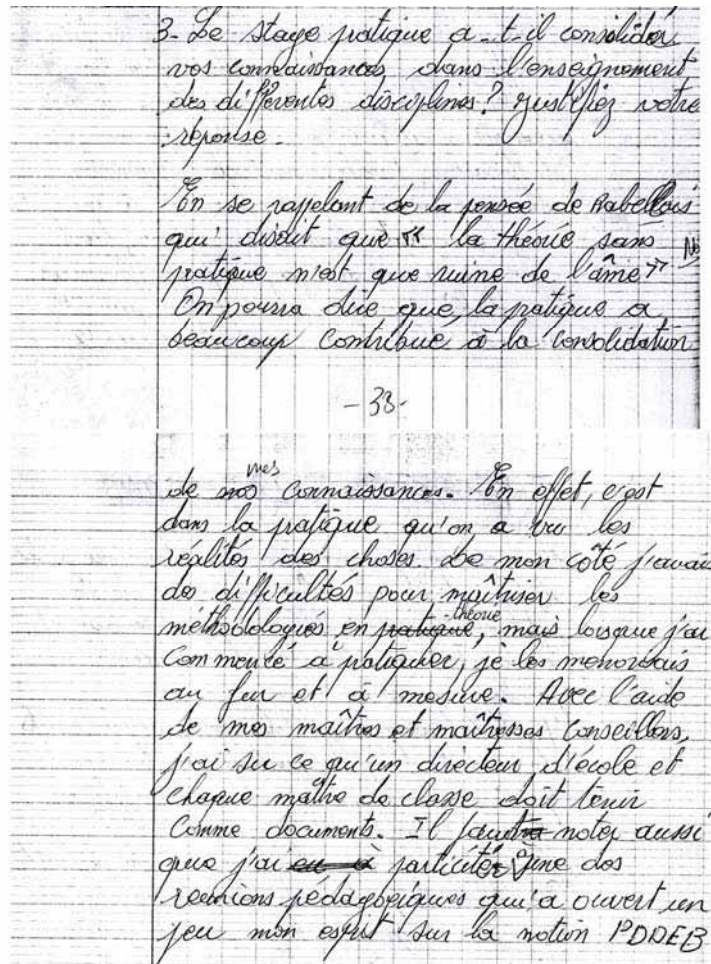 3- Le stage pratique a-t-il consolider
vos connaissances dans l'enseignement
des différentes disciplines? Justifiez votre
réponse.
En se rappelant de la pensée de Rabellais
qui disait que << la théorie sans
pratique n'est que ruine de l'âme >>
On pourra dire que, la pratique a
beaucoup contribué à la consolidation
-33-
de mes connaissances. En effet, c'est
dans la pratique qu'on a vu les
réalités des choses. De mon côté j'avais
des difficultés pour maîtriser les
méthodologies en théorie, mais lorsque j'ai
commencé à pratiquer, je les menorisais
au fur et à mesure. Avec l'aide
de mes maîtres et maîtresses conseillers,
j'ai su ce qu'un directeur d'école et
chaque maître de classe doit tenir
comme documents. Il faut noter aussi
que j'ai participé à une des
réunions pédagogiques qui a ouvert un
peu mon esprit sur la notion PDDEB